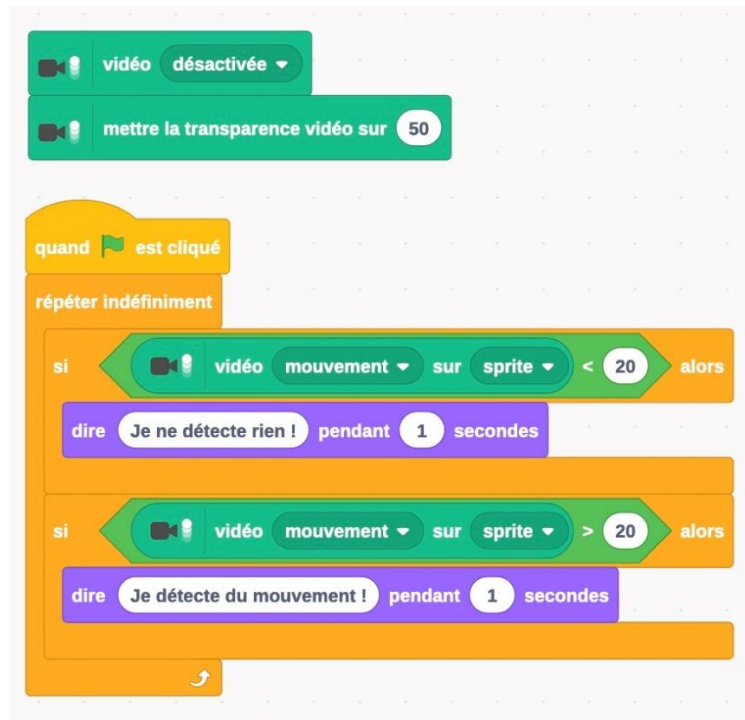 vidéo désactivée
mettre la transparence vidéo sur 50
quand est cliqué
répéter indéfiniment
si vidéo mouvement sur sprite < 20 alors
dire Je ne détecte rien ! pendant 1 secondes
si vidéo mouvement sur sprite > 20 alors
dire Je détecte du mouvement ! pendant 1 secondes